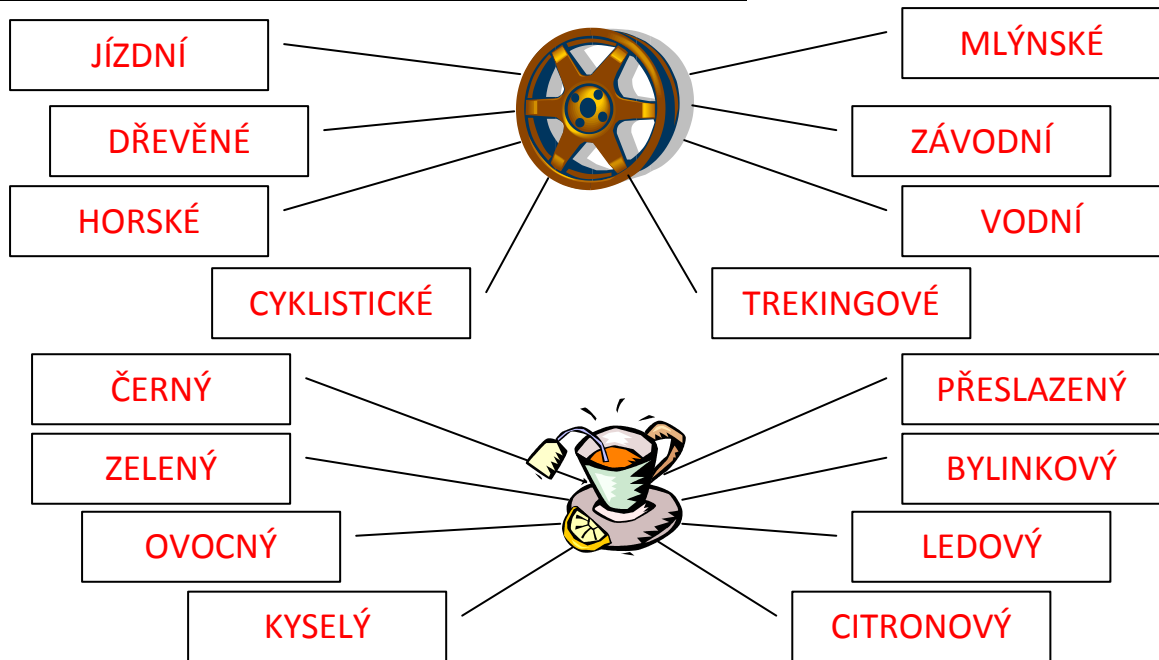 JÍZDNÍ
MLÝNSKÉ
DŘEVĚNÉ
ZÁVODNÍ
HORSKÉ
VODNÍ
CYKLISTICKÉ
TREKINGOVÉ
ČERNÝ
PŘESLAZENÝ
ZELENÝ
BYLINKOVÝ
OVOCNÝ
LEDOVÝ
KYSELÝ
CITRONOVÝ